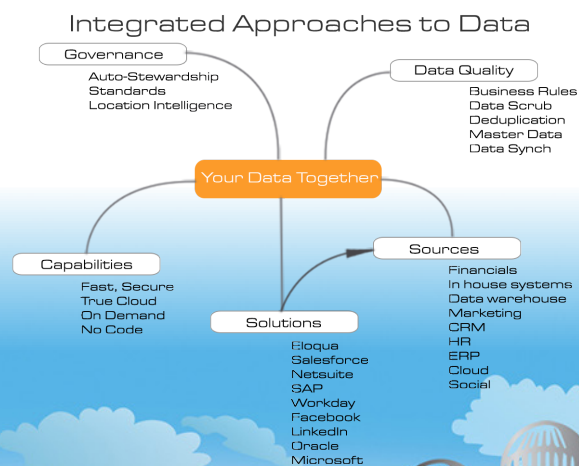 Integrated Approaches to Data
Governance
Auto-Stewardship
Standards
Location Intelligence
Data Quality
Business Rules
Data Scrub
Deduplication
Master Data
Data Synch
Your Data Together
Capabilities
Fast, Secure
True Cloud
On Demand
No Code
Solutions
Eloqua
Salesforce
Netsuite
SAP
Workday
Facebook
LinkedIn
Oracle
Microsoft
Sources
Financials
In house systems
Data warehouse
Marketing
CRM
HR
ERP
Cloud
Social